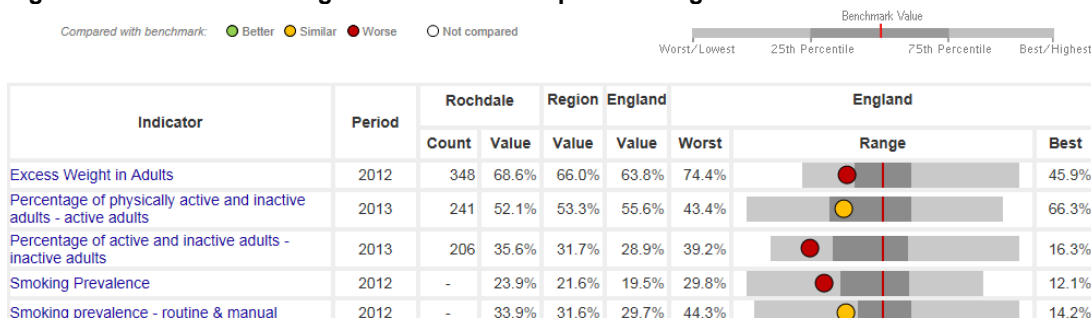 Compared with benchmark: Better Similar Worse Not compared
Benchmark Value
Worst/Lowest 25th Percentile 75th Percentile Best/Highest
Indicator Period Rochdale Region England England
Count Value Value Value Worst Range Best
Excess Weight in Adults 2012 348 68.6% 66.0% 63.8% 74.4% 45.9%
Percentage of physically active and inactive
adults - active adults 2013 241 52.1% 53.3% 55.6% 43.4% 66.3%
Percentage of active and inactive adults -
inactive adults 2013 206 35.6% 31.7% 28.9% 39.2% 16.3%
Smoking Prevalence 2012 - 23.9% 21.6% 19.5% 29.8% 12.1%
Smoking prevalence - routine & manual 2012 - 33.9% 31.6% 29.7% 44.3% 14.2%